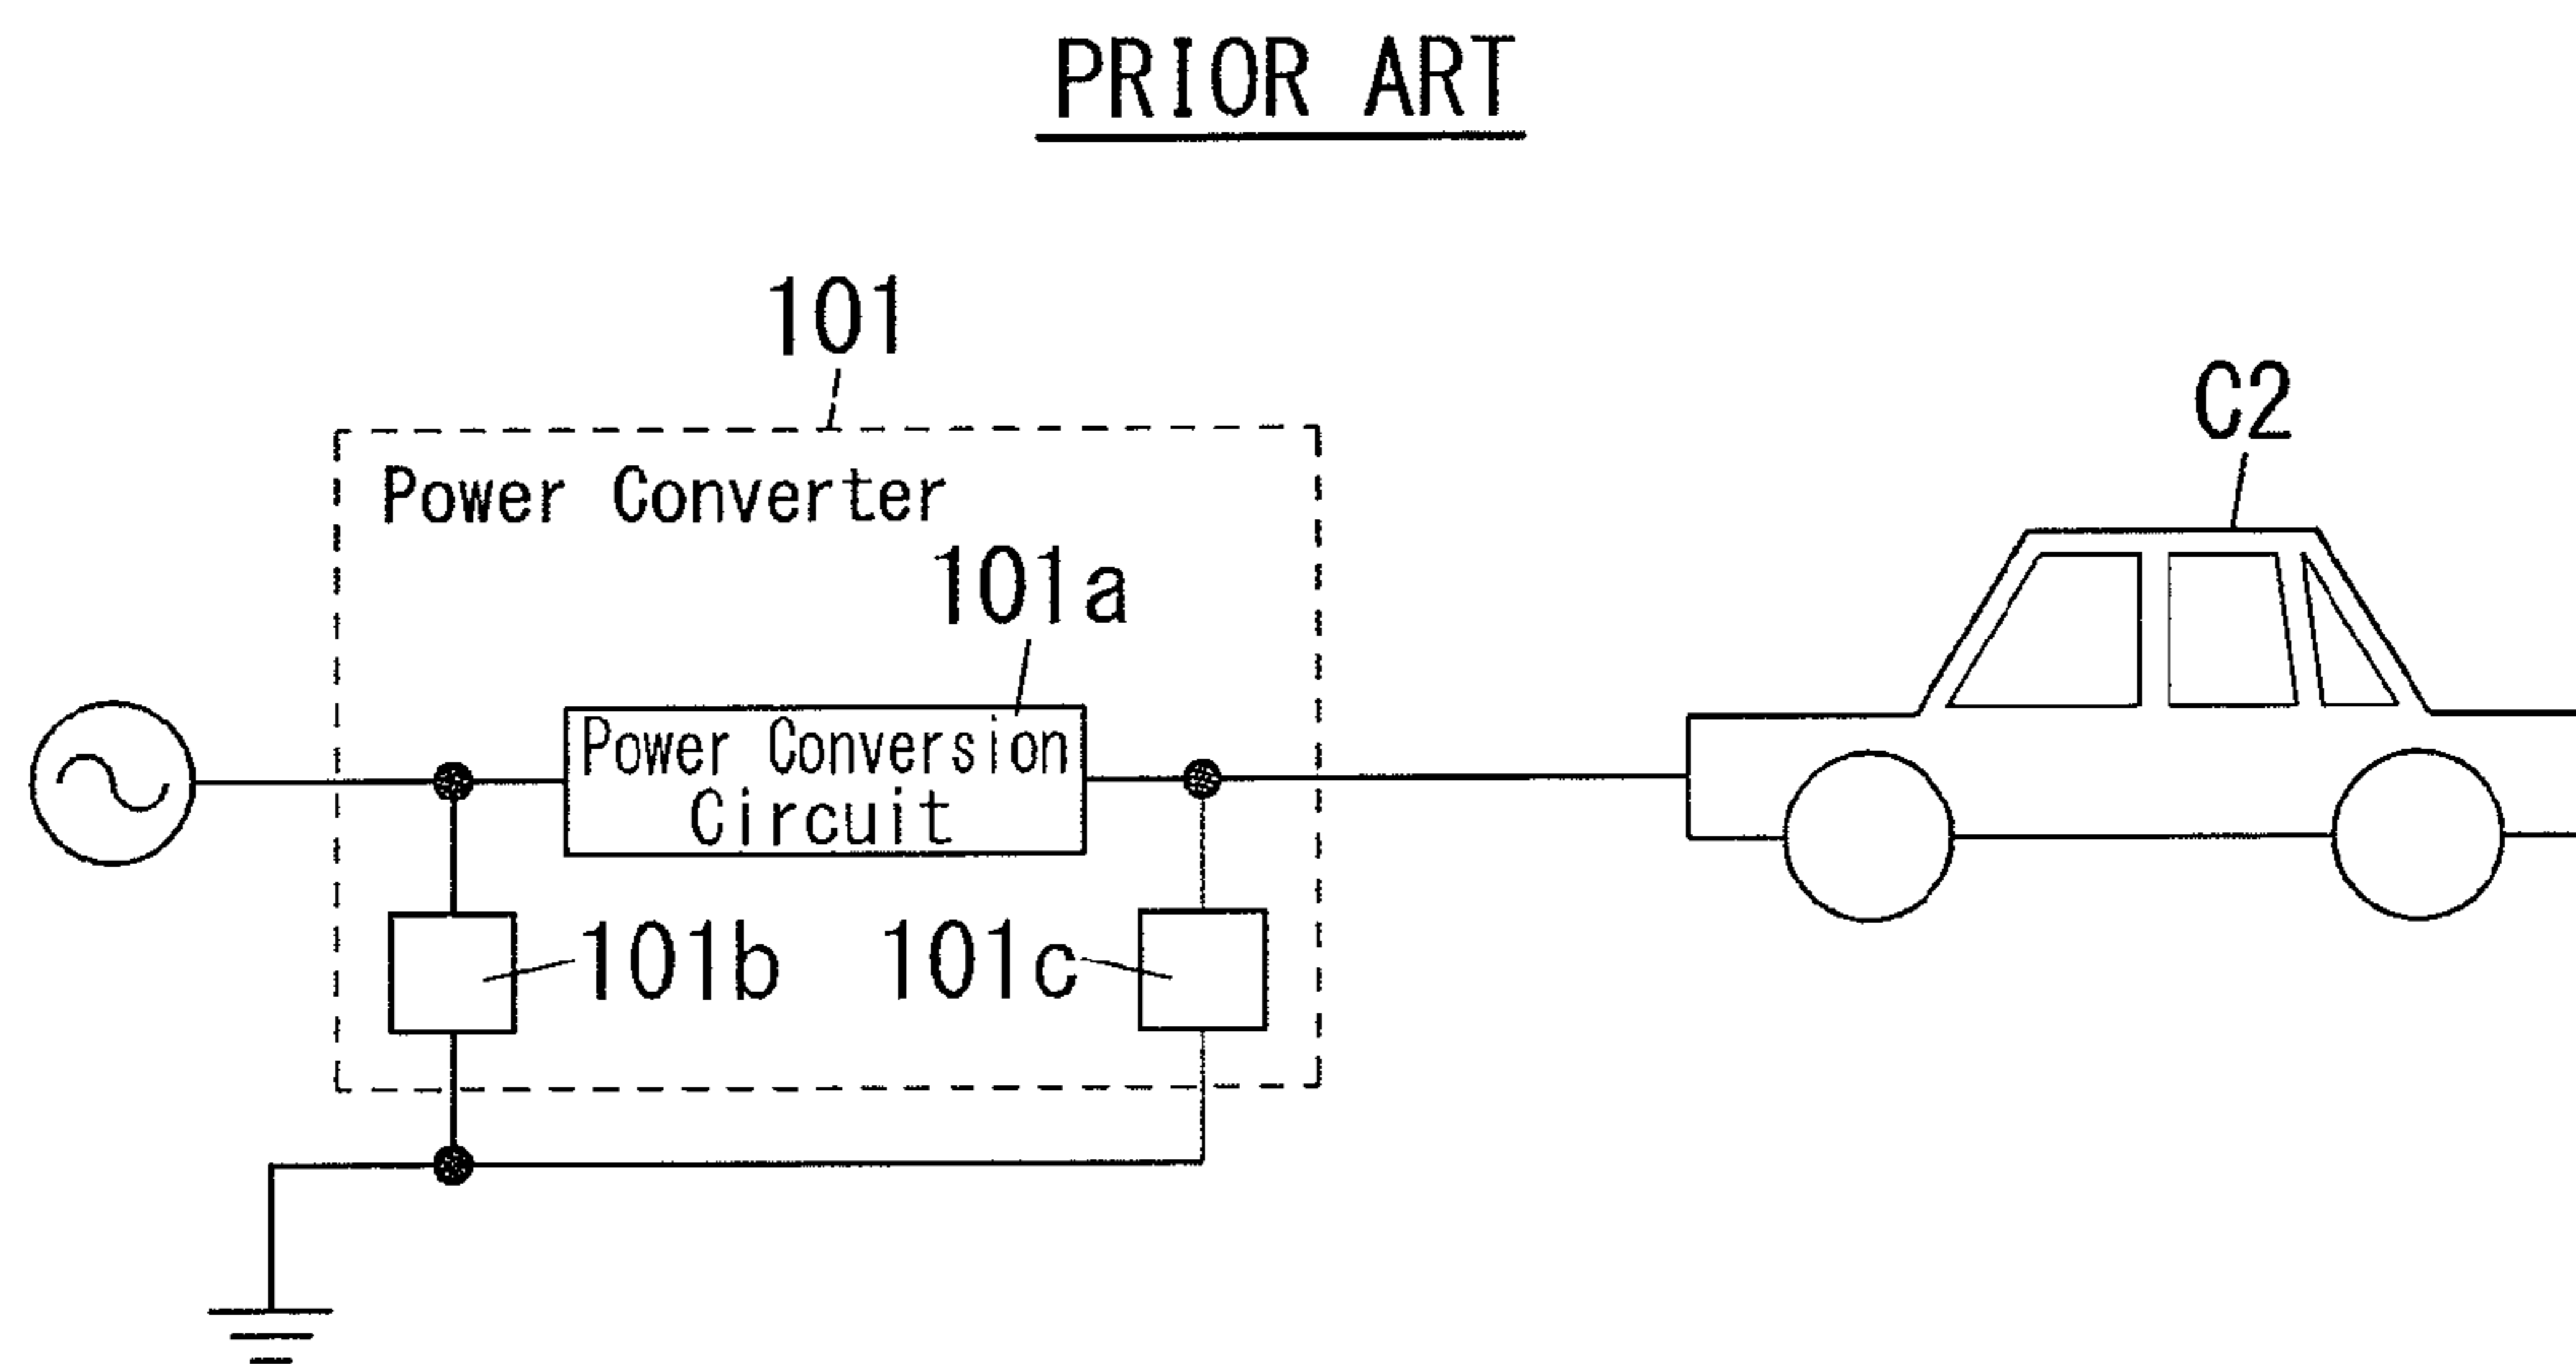 PRIOR ART
101
C2
Power Converter
101a
Power Conversion
Circuit
101b
101c